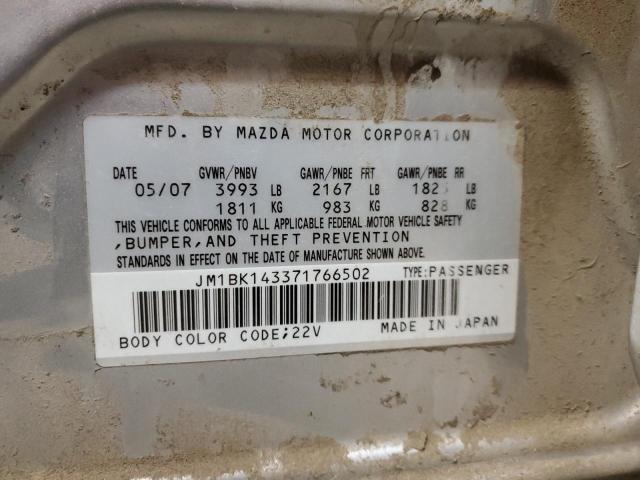 MFD. BY MAZDA MOTOR CORPORATION
DATE GVWR/PNBV GAWR/PNBE FRT GAWR/PNBE RR
05/07 3993 LB 2167 LB LB
1811 KG 983 KG 828 KG
THIS VEHICLE CONFORMS TO ALL APPLICABLE FEDERAL MOTOR VEHICLE SAFETY
,BUMPER,AND THEFT PREVENTION
STANDARDS IN EFFECT ON THE DATE OF MANUFACTURE SHOWN ABOVE.
JM1BK143371766502 TYPE:PASSENGER
BODY COLOR CODE;22V MADE IN JAPAN